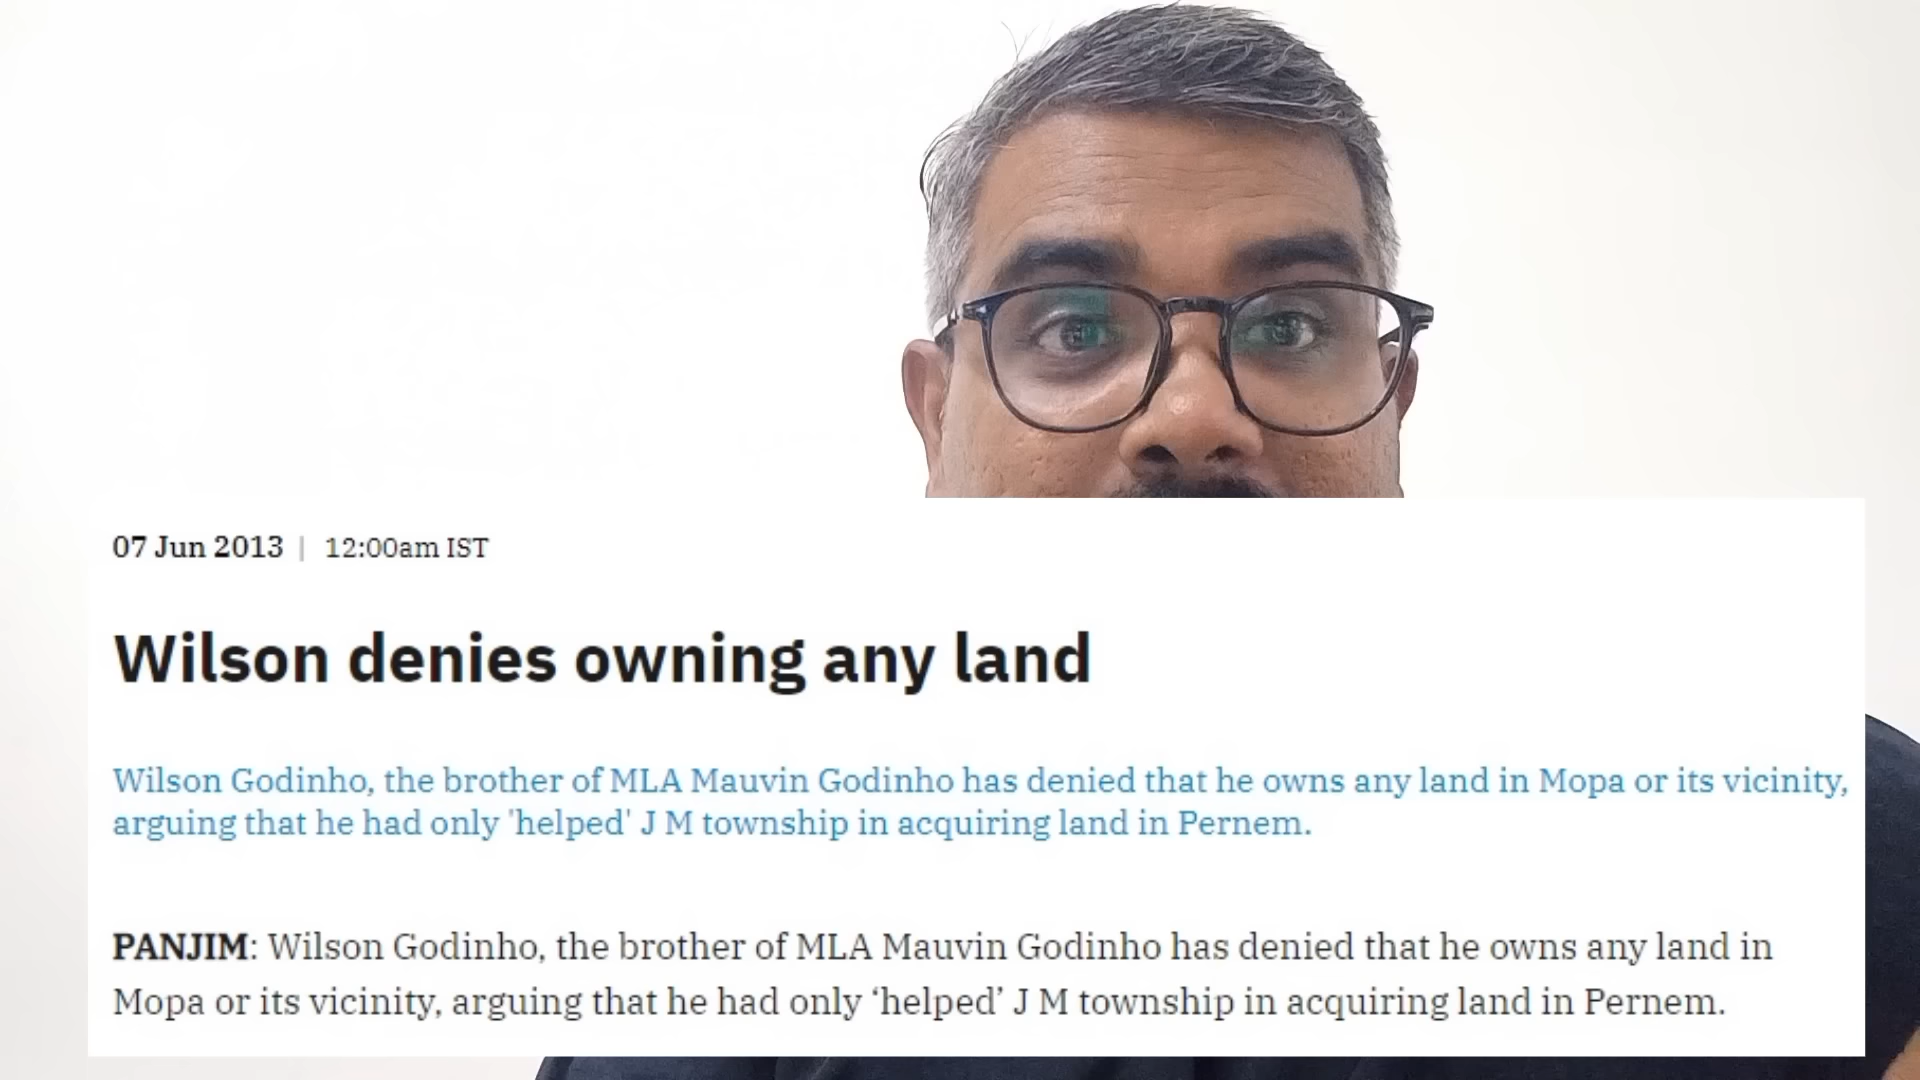 07 Jun 2013 | 12:00am IST
Wilson denies owning any land
Wilson Godinho, the brother of MLA Mauvin Godinho has denied that he owns any land in Mopa or its vicinity,
arguing that he had only 'helped' J M township in acquiring land in Pernem.
PANJIM: Wilson Godinho, the brother of MLA Mauvin Godinho has denied that he owns any land in
Mopa or its vicinity, arguing that he had only ‘helped’ J M township in acquiring land in Pernem.